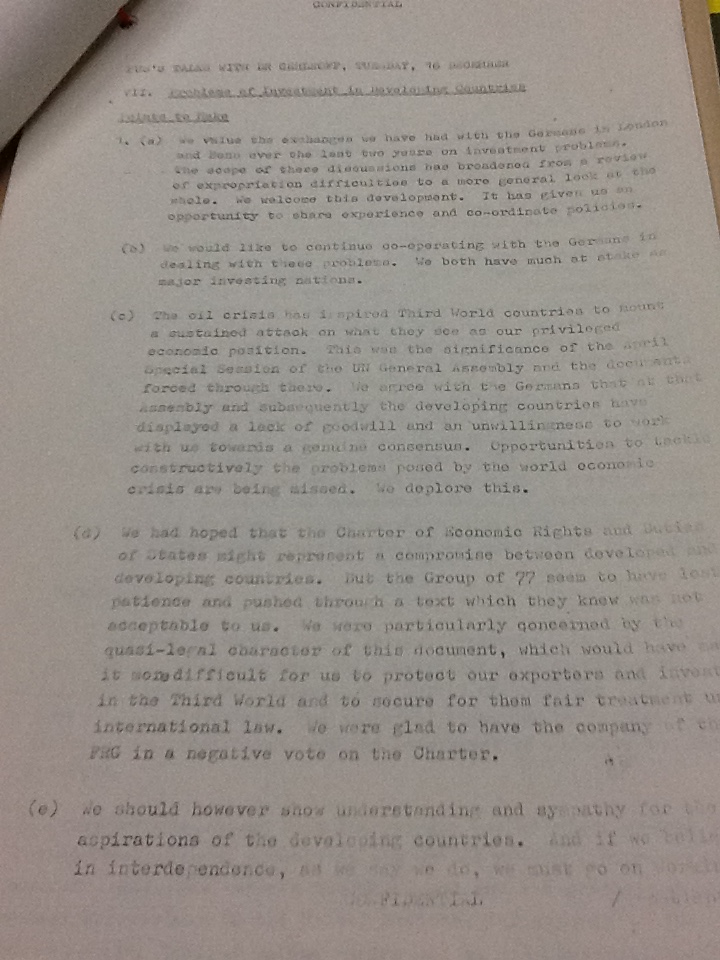 CONFIDENTIAL
TALKS WITH DR TUESDAY, DECEMBER
VII. Problems of Investment in Developing Countries
Points to Make
1. (a) We value the exchanges we have had with the Germans in London
and Bonn over the last two years on investment problems.
The scope of these discussions has broadened from a review
of expropriation difficulties to a more general look at the
whole. We welcome this development. It has given us an
opportunity to share experience and co-ordinate policies.
(b) We would like to continue co-operating with the Germans in
dealing with these problems. We both have much at stake as
major investing nations.
(c) The oil crisis has inspired Third World countries to mount
a sustained attack on what they see as our privileged
economic position. This was the significance of the April
Special Session of the UN General Assembly and the documents
forced through there. We agree with the Germans that at that
Assembly and subsequently the developing countries have
displayed a lack of goodwill and an unwillingness to work
with us towards a genuine consensus. Opportunities to tackle
constructively the problems posed by the world economic
crisis are being missed. We deplore this.
(d) We had hoped that the Charter of Economic Rights and Duties
of States might represent a compromise between developed and
developing countries. But the Group of 77 seem to have lost
patience and pushed through a text which they knew was not
acceptable to us. We were particularly concerned by the
quasi-legal character of this document, which would have
it more difficult for us to protect our exporters and invest
in the Third World and to secure for them fair treatment
international law. We were glad to have the company of
FRG in a negative vote on the Charter.
(e) We should however show understanding and sympathy for the
aspirations of the developing countries. And if we
in interdependence, as we say we do, we must go on
CONFIDENTIAL /